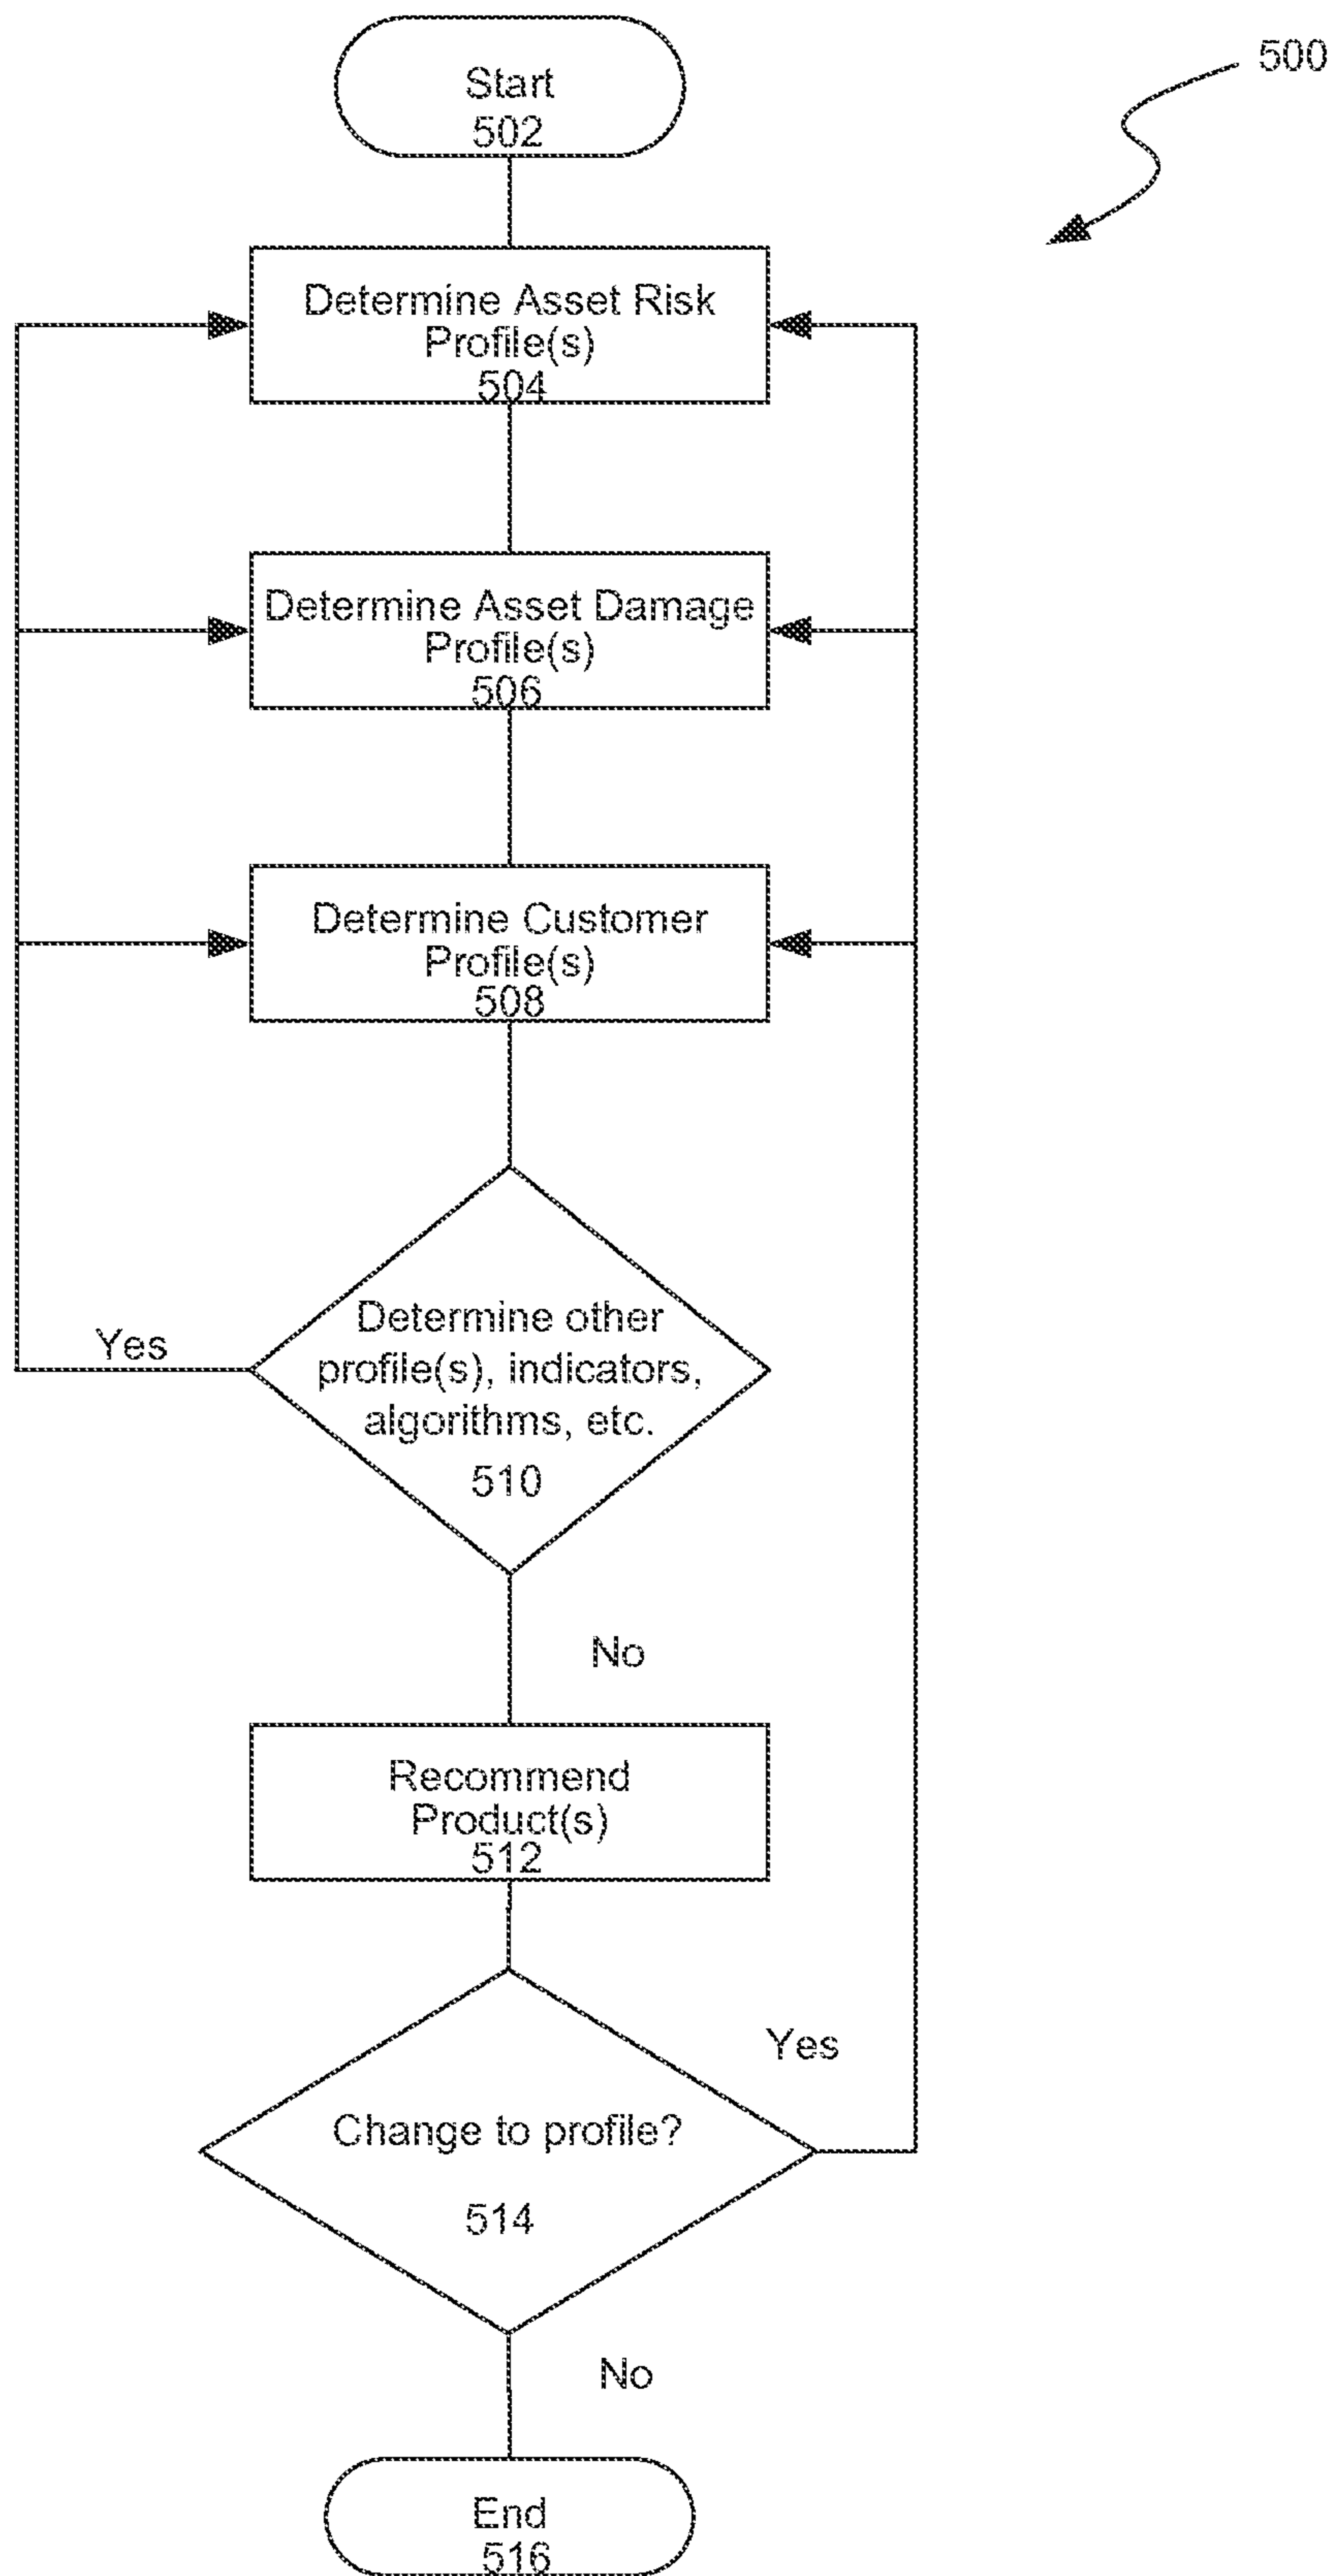 500
Start
502
Determine Asset Risk
Profile(s)
504
Determine Asset Damage
Profile(s)
506
Determine Customer
Profile(s)
508
Determine other
profile(s), indicators,
algorithms, etc.
510
Yes
No
Recommend
Product(s)
512
Yes
Change to profile?
514
No
End
516